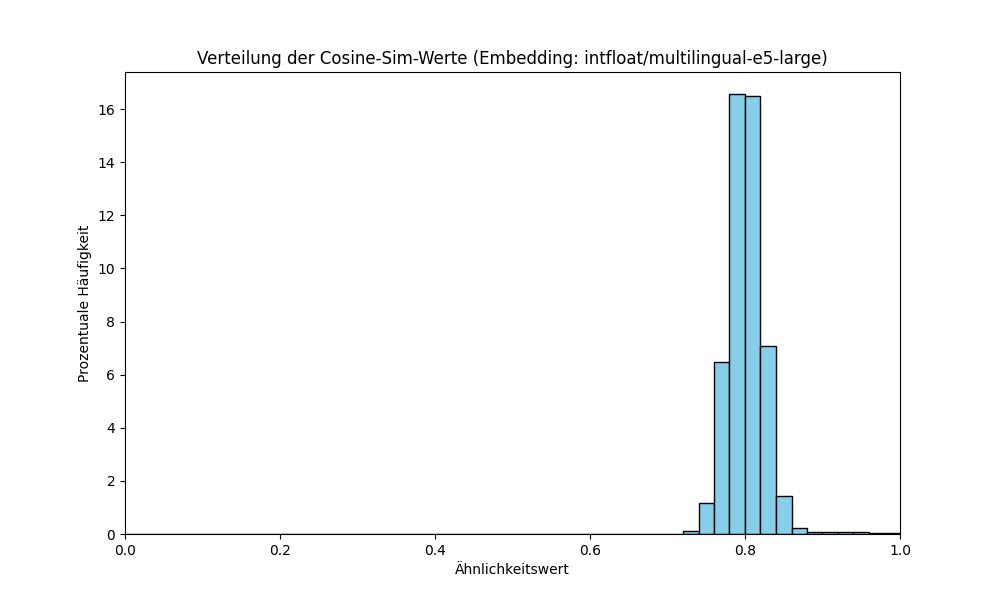 Verteilung der Cosine-Sim-Werte (Embedding: intfloat/multilingual-e5-large)
16
14
12
10
8
6
4
2
0
Prozentuale Häufigkeit
0.0 0.2 0.4 0.6 0.8 1.0
Ähnlichkeitswert